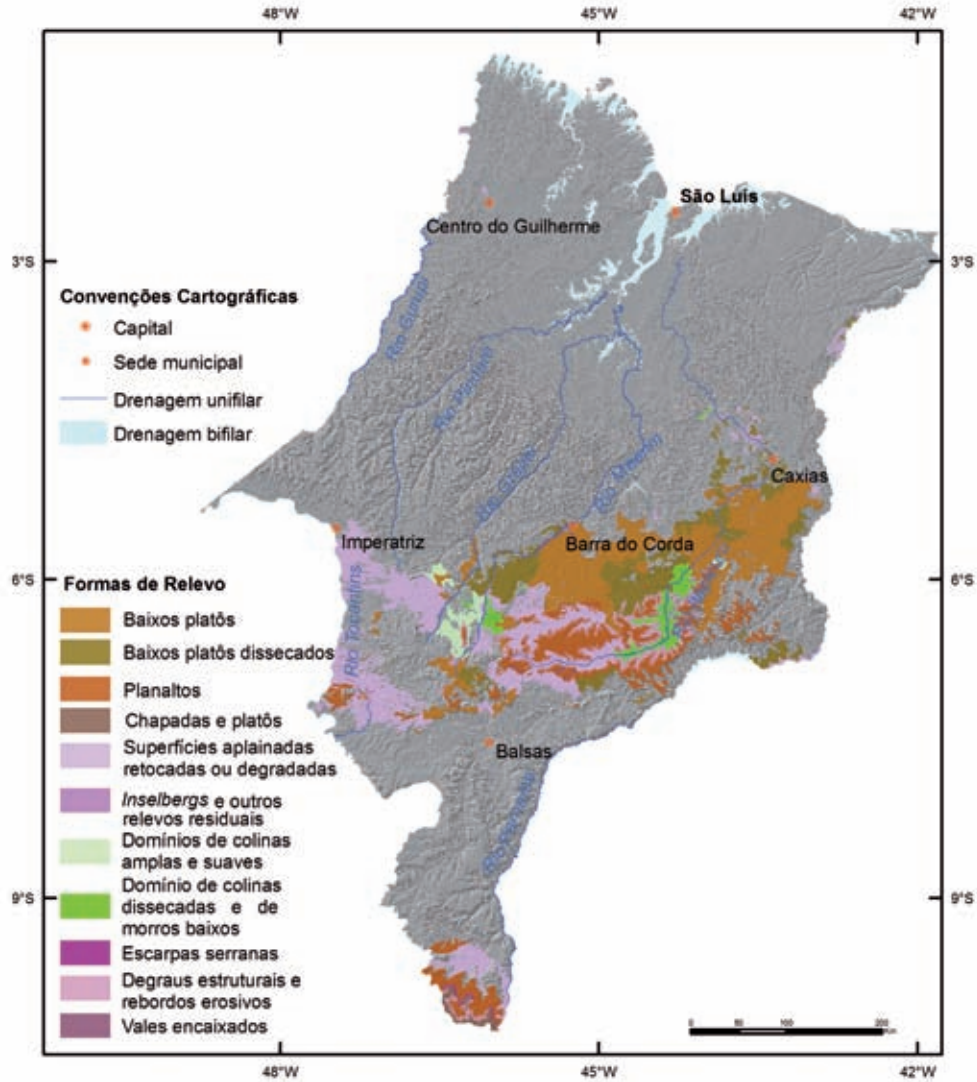 48°W 45°W 42°W
São Luís
Centro do Guilherme
3°S 3°S
Convenções Cartográficas
Capital
Sede municipal
Drenagem unifilar
Drenagem bifilar
Rio Gurupi
Rio Pindaré
Rio Grajaú
Rio Mearim
Caxias
Imperatriz
Barra do Corda
6°S 6°S
Formas de Relevo
Baixos platôs
Baixos platôs dissecados
Planaltos
Chapadas e platôs
Superfícies aplainadas
retocadas ou degradadas
Inselbergs e outros
relevos residuais
Domínios de colinas
amplas e suaves
Domínio de colinas
dissecadas e de
morros baixos
Escarpas serranas
Degraus estruturais e
rebordos erosivos
Vales encaixados
Rio Tocantins
Balsas
Rio Parnaíba
9°S 9°S
0 50 100 200
48°W 45°W 42°W